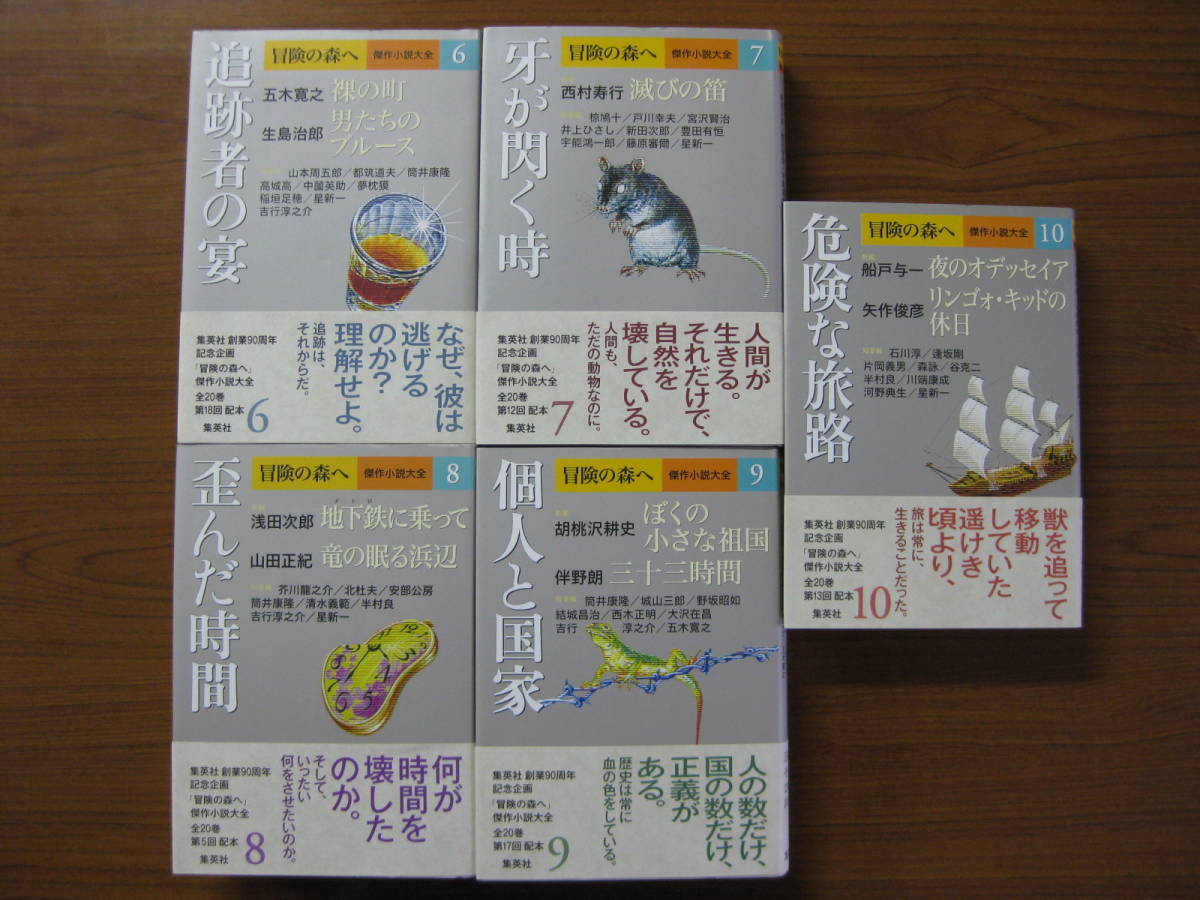 冒険の森へ 傑作小説大全 6
追跡者の宴
五木寛之 裸の町
生島治郎 男たちの
ブルース
山本周五郎/都筑道夫/筒井康隆
高城高/中薗英助/夢枕獏
稲垣足穂/星新一
吉行淳之介
なぜ、彼は
逃げる
のか?
理解せよ。
追跡は、
それからだ。
集英社 創業90周年
記念企画
「冒険の森へ」
傑作小説大全
全20巻
第18回 配本
集英社
6
冒険の森へ 傑作小説大全 7
牙が閃く時
西村寿行 滅びの笛
椋鳩十/戸川幸夫/宮沢賢治
井上ひさし/新田次郎/豊田有恒
宇能鴻一郎/藤原審爾/星新一
人間が
生きる。
それだけで、
自然を
壊している。
人間も、
ただの動物なのに。
集英社 創業90周年
記念企画
「冒険の森へ」
傑作小説大全
全20巻
第12回 配本
集英社
7
冒険の森へ 傑作小説大全 8
歪んだ時間
浅田次郎 地下鉄に乗って
メトロ
山田正紀 竜の眠る浜辺
芥川龍之介/北杜夫/安部公房
筒井康隆/清水義範/半村良
吉行淳之介/星新一
何が
時間を
壊した
のか。
そして、
いったい
何をさせたいのか。
集英社 創業90周年
記念企画
「冒険の森へ」
傑作小説大全
全20巻
第5回 配本
集英社
8
冒険の森へ 傑作小説大全 9
個人と国家
胡桃沢耕史 ぼくの
小さな祖国
伴野朗 三十三時間
筒井康隆/城山三郎/野坂昭如
結城昌治/西木正明/大沢在昌
吉行 淳之介/五木寛之
人の数だけ、
国の数だけ、
正義が
ある。
歴史は常に
血の色をしている。
集英社 創業90周年
記念企画
「冒険の森へ」
傑作小説大全
全20巻
第17回 配本
集英社
9
冒険の森へ 傑作小説大全 10
危険な旅路
船戸与一 夜のオデッセイア
矢作俊彦 リンゴォ・キッドの
休日
石川淳/逢坂剛
片岡義男/森詠/谷克二
半村良/川端康成
河野典生/星新一
獣を追って
移動
していた
遥けき
頃より、
旅は常に、
生きることだった。
集英社 創業90周年
記念企画
「冒険の森へ」
傑作小説大全
全20巻
第13回 配本
集英社
10